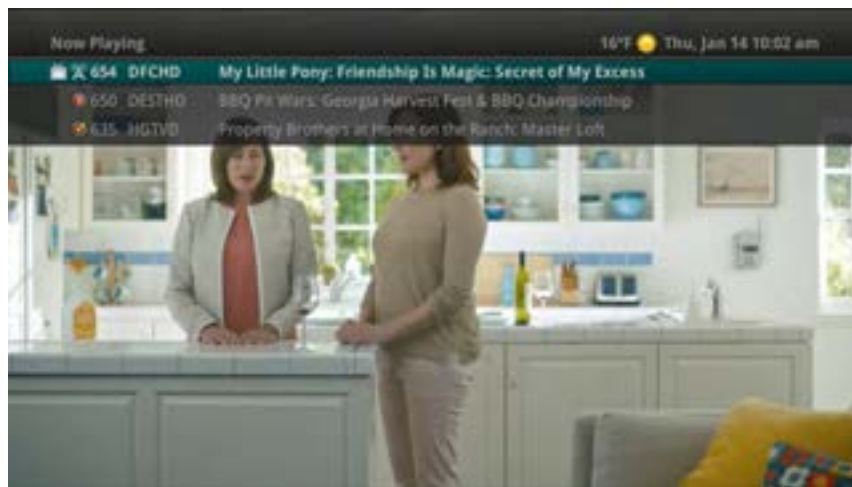 Now Playing
16°F Thu, Jan 14 10:02 am
654 DFCHD My Little Pony: Friendship Is Magic: Secret of My Excess
650 DESTHD BBQ Pit Wars: Georgia Harvest Fest & BBQ Championship
635 HGTVD Property Brothers at Home on the Ranch: Master Loft